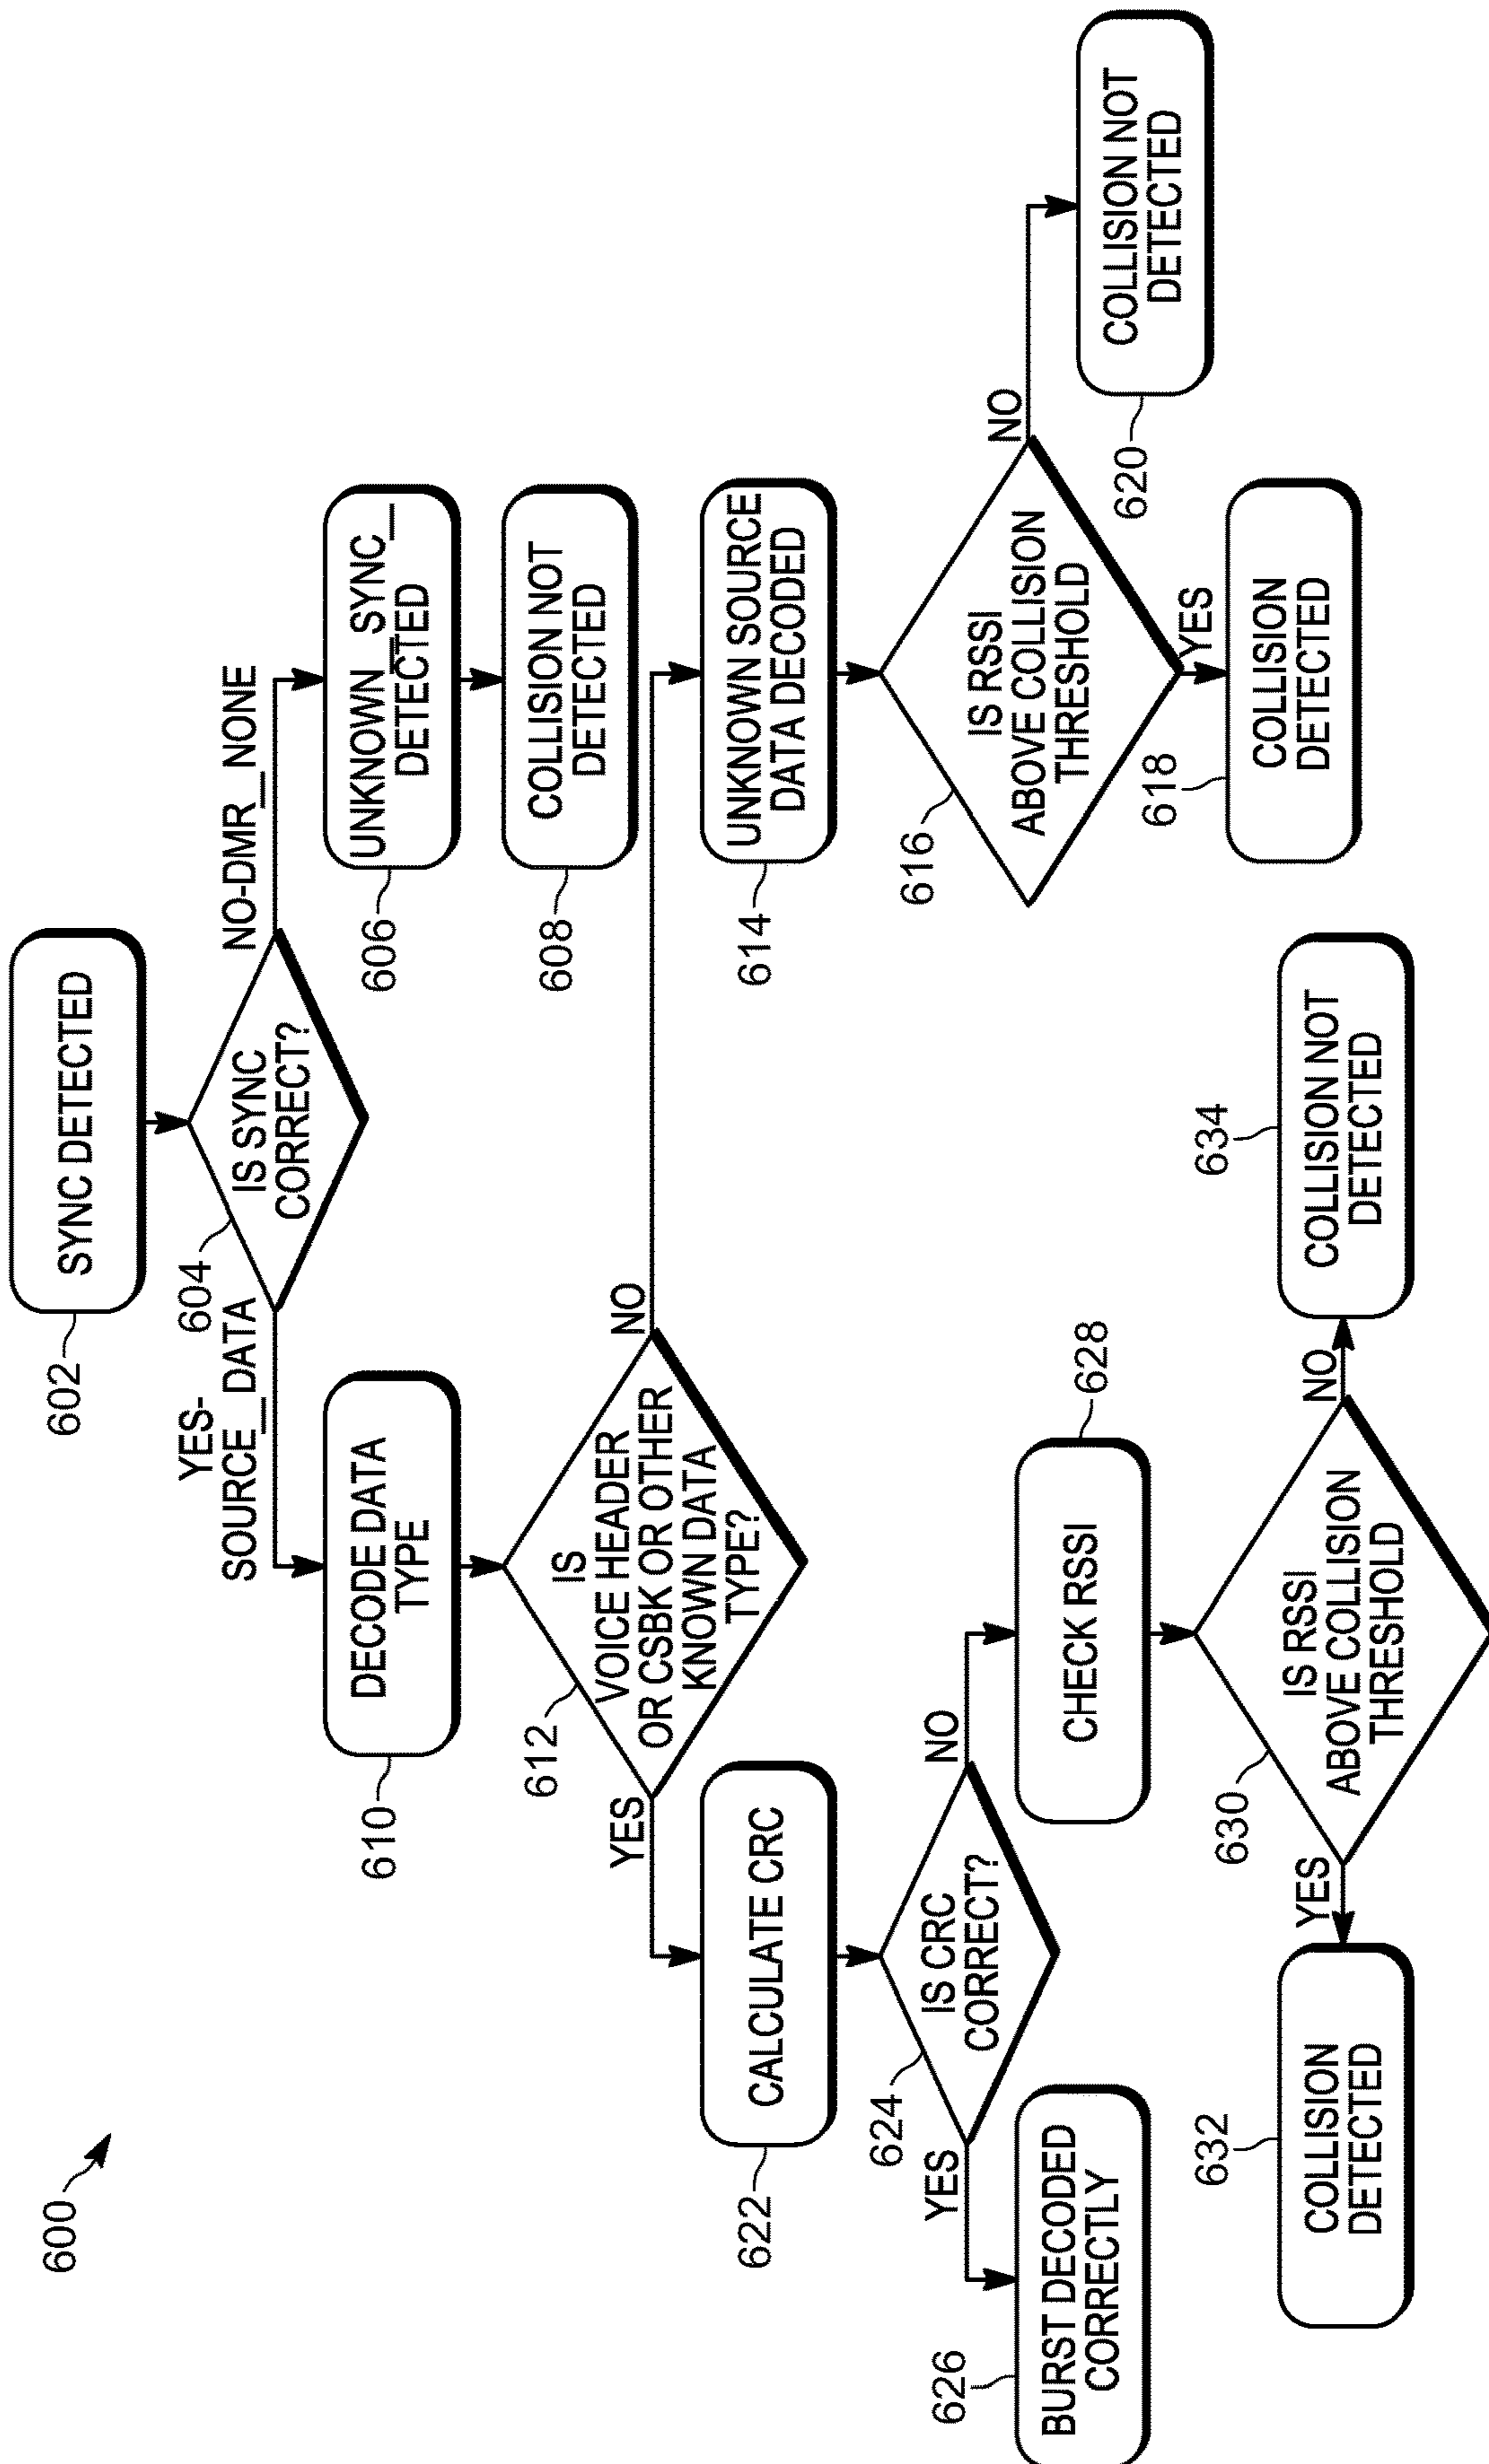 600
602
SYNC DETECTED
604
IS SYNC
CORRECT?
YES-
SOURCE_DATA
NO-DMR_NONE
610
DECODE DATA
TYPE
606
UNKNOWN_SYNC_
DETECTED
608
COLLISION NOT
DETECTED
612
IS
VOICE HEADER
OR CSBK OR OTHER
KNOWN DATA
TYPE?
YES
NO
622
CALCULATE CRC
614
UNKNOWN SOURCE
DATA DECODED
624
IS CRC
CORRECT?
YES
NO
616
IS RSSI
ABOVE COLLISION
THRESHOLD
NO
YES
626
BURST DECODED
CORRECTLY
628
CHECK RSSI
618
COLLISION
DETECTED
620
COLLISION NOT
DETECTED
630
IS RSSI
ABOVE COLLISION
THRESHOLD
YES
NO
632
COLLISION
DETECTED
634
COLLISION NOT
DETECTED